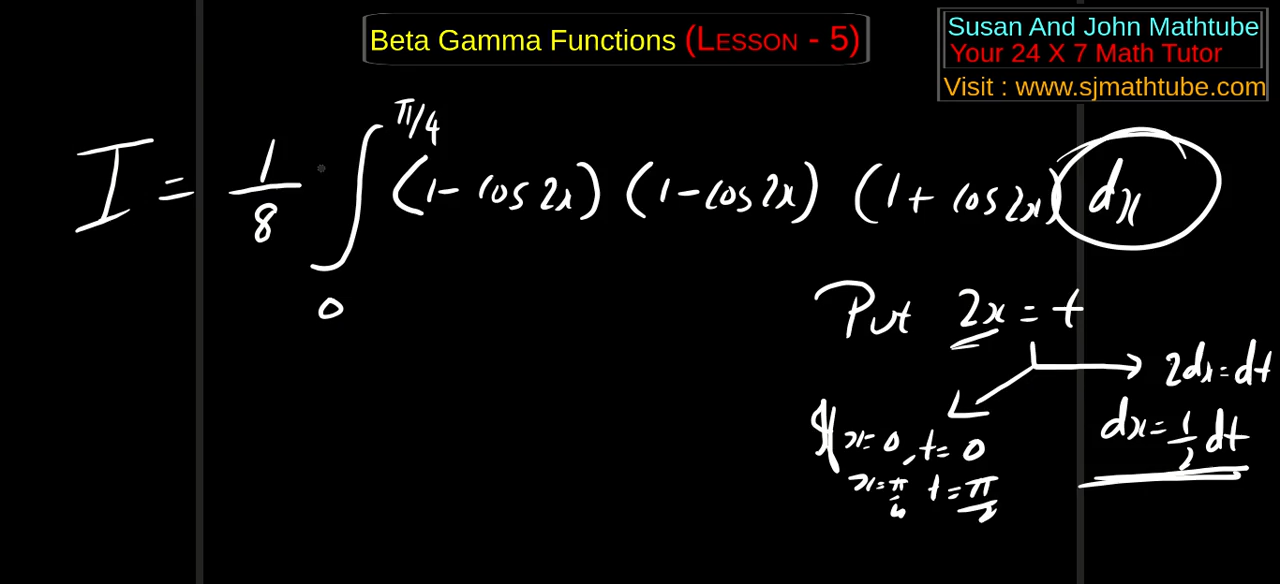 Beta Gamma Functions (Lesson - 5)
Susan And John Mathtube
Your 24 X 7 Math Tutor
Visit : www.sjmathtube.com
I = 1/8 ∫₀^(π/4) (1 - cos 2x) (1 - cos 2x) (1 + cos 2x) dx
Put 2x = t
2dx = dt
dx = 1/2 dt
If x = 0, t = 0
x = π/4 t = π/2